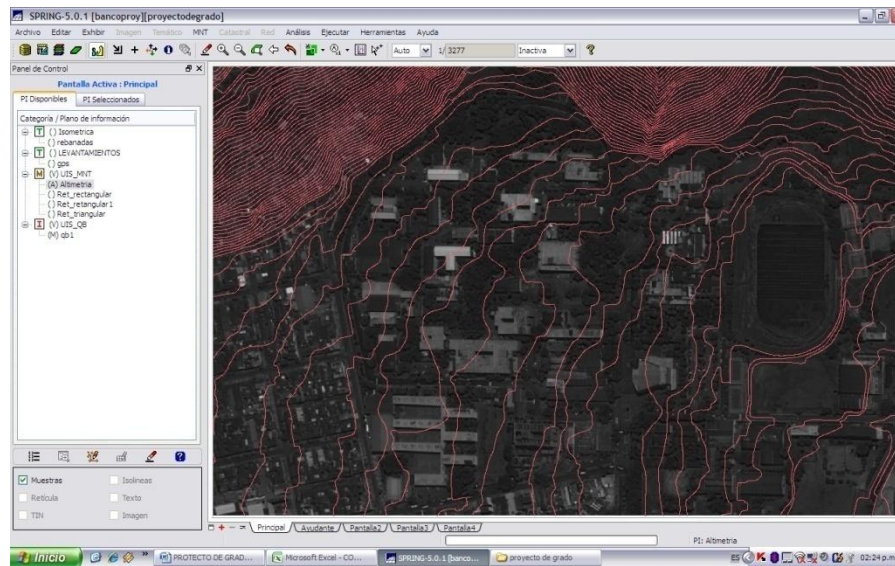 SPRING-5.0.1 [bancoproy][proyectodegrado]
Archivo Editar Exhibir Imagen Temático MNT Catastral Red Análisis Ejecutar Herramientas Ayuda
Auto 1/ 3277 Inactiva
Panel de Control
Pantalla Activa : Principal
PI Disponibles PI Seleccionados
Categoría / Plano de información
() Isometrica
() rebanadas
() LEVANTAMIENTOS
() gps
(V) UIS_MNT
(A) Altimetria
() Ret_rectangular
() Ret_retangular1
() Ret_triangular
(V) UIS_QB
(M) qb1
Muestras Isolineas
Retícula Texto
TIN Imagen
Principal Ayudante Pantalla2 Pantalla3 Pantalla4
PI: Altimetria
Inicio PROTECTO DE GRAD... Microsoft Excel - CO... SPRING-5.0.1 [banco... proyecto de grado ES 02:24 p.m.